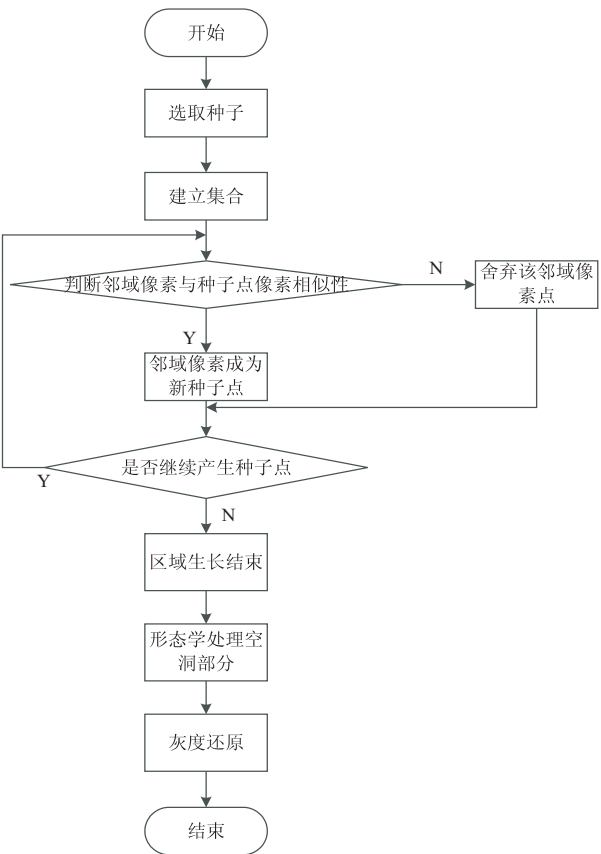 开始
选取种子
建立集合
判断邻域像素与种子点像素相似性
N
舍弃该邻域像
素点
Y
邻域像素成为
新种子点
是否继续产生种子点
Y
N
区域生长结束
形态学处理空
洞部分
灰度还原
结束